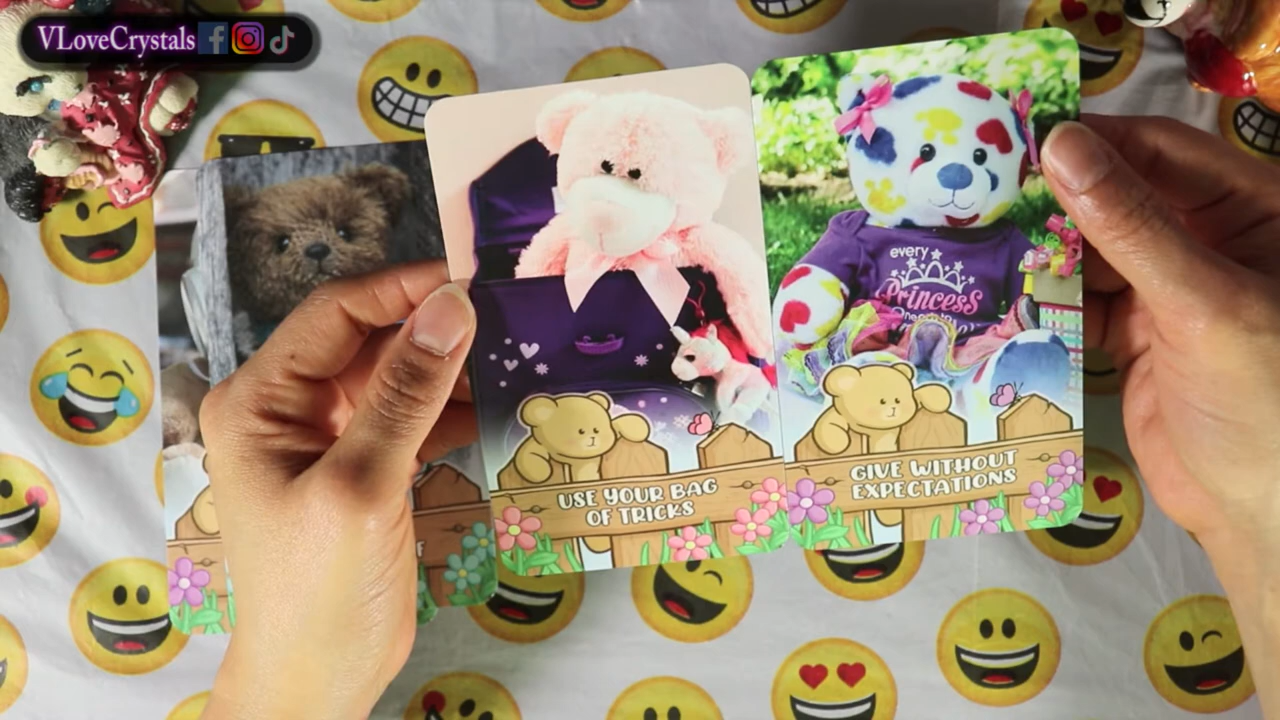 VLoveCrystals
every
Princess
USE YOUR BAG
OF TRICKS
GIVE WITHOUT
EXPECTATIONS